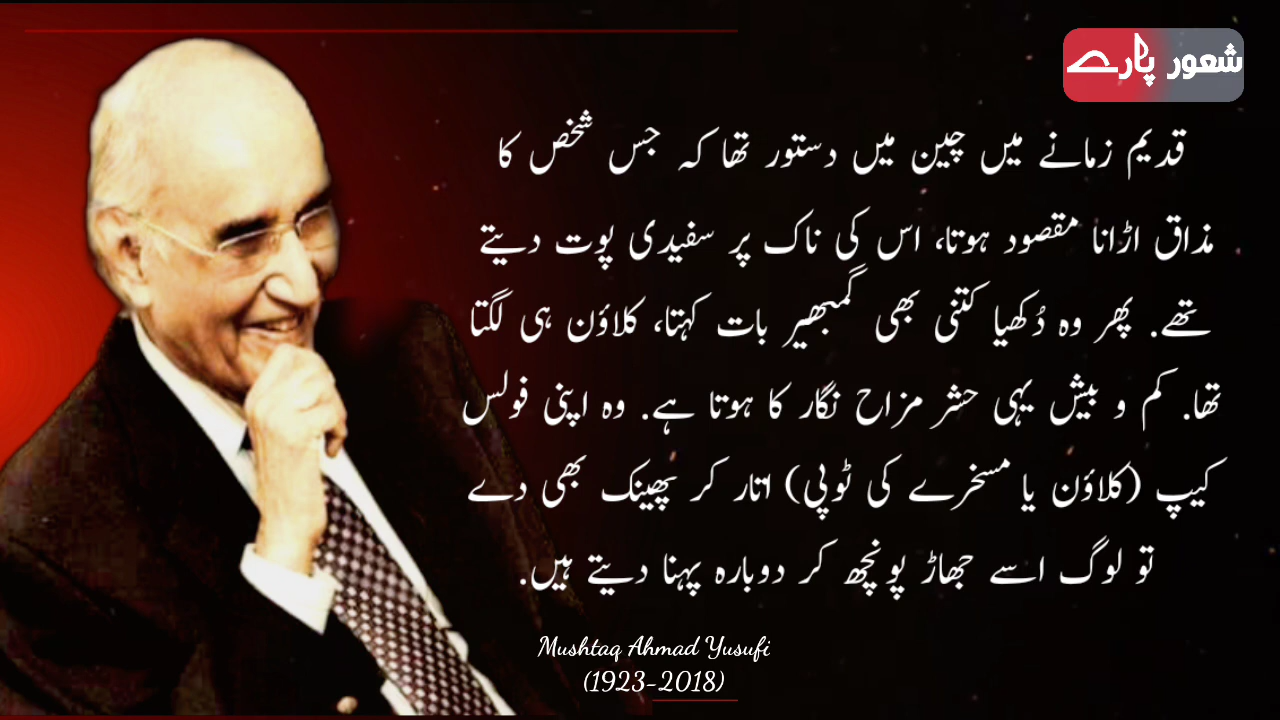 شعور پارے
قدیم زمانے میں چین میں دستور تھا کہ جس شخص کا
مذاق اڑانا مقصود ہوتا، اس کی ناک پر سفیدی پوت دیتے
تھے۔ پھر وہ دُکھیا کتنی بھی گمبھیر بات کہتا، کلاؤن ہی لگتا
تھا۔ کم و بیش یہی حشر مزاح نگار کا ہوتا ہے۔ وہ اپنی فولس
کیپ (کلاؤن یا مسخرے کی ٹوپی) اتار کر پھینک بھی دے
تو لوگ اسے جھاڑ پونچھ کر دوبارہ پہنا دیتے ہیں۔
Mushtaq Ahmad Yusufi
(1923-2018)